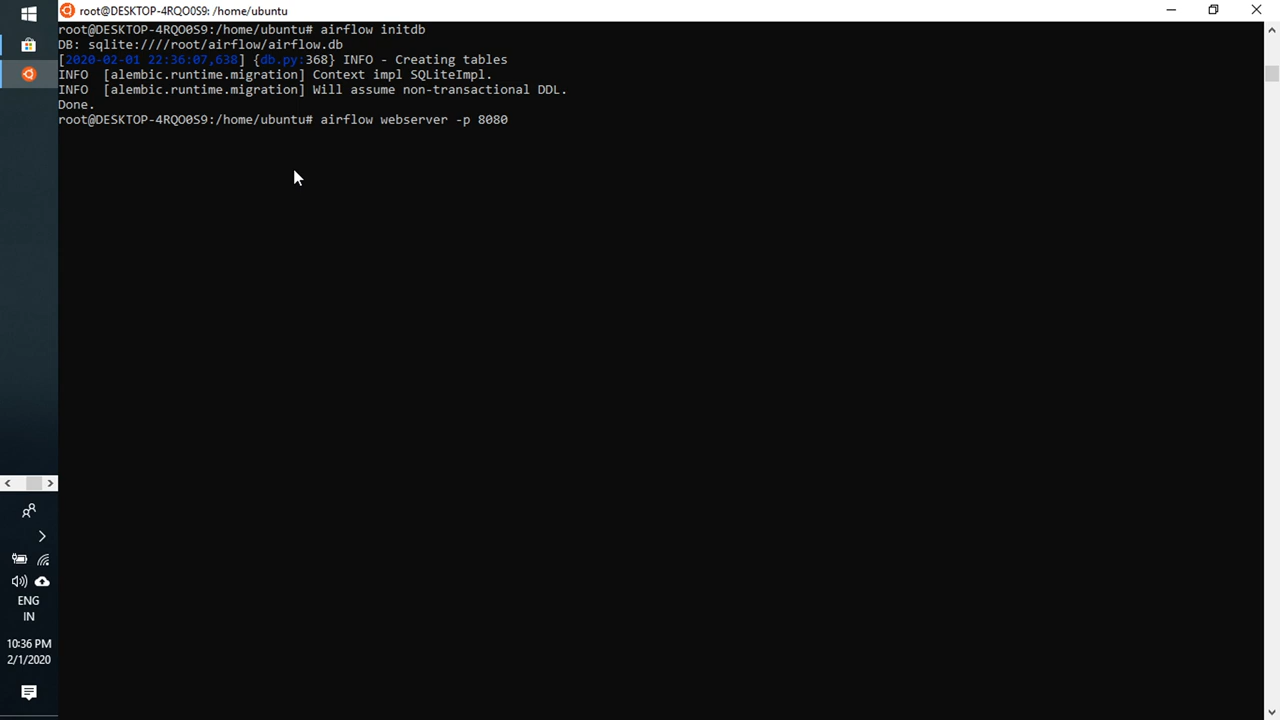 root@DESKTOP-4RQO0S9: /home/ubuntu
root@DESKTOP-4RQO0S9:/home/ubuntu# airflow initdb
DB: sqlite:////root/airflow/airflow.db
[2020-02-01 22:36:07,638] {db.py:368} INFO - Creating tables
INFO  [alembic.runtime.migration] Context impl SQLiteImpl.
INFO  [alembic.runtime.migration] Will assume non-transactional DDL.
Done.
root@DESKTOP-4RQO0S9:/home/ubuntu# airflow webserver -p 8080
ENG
IN
10:36 PM
2/1/2020